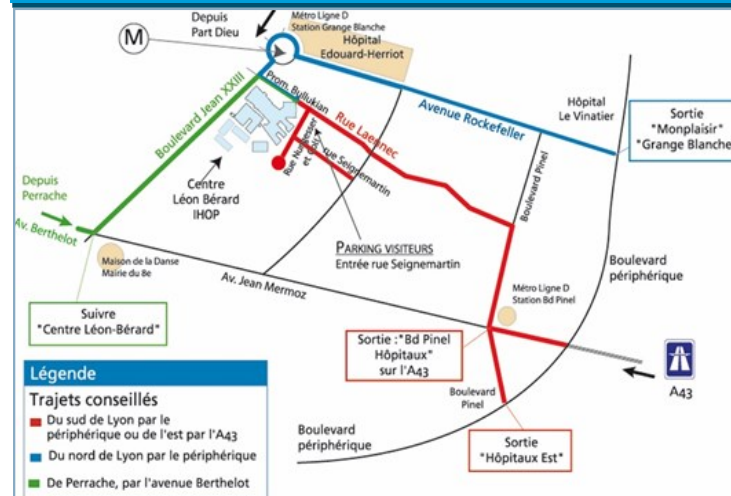 Depuis
Part Dieu
Métro Ligne D
Station Grange Blanche
M
Hôpital
Edouard-Herriot
Prom. Bullukian
Boulevard Jean XXIII
Rue Laennec
Avenue Rockefeller
Hôpital
Le Vinatier
Sortie
"Monplaisir"
"Grange Blanche"
Rue Nungesser
et Coli
rue Seignemartin
Boulevard Pinel
Centre
Léon Bérard
IHOP
Depuis
Perrache
Av. Berthelot
PARKING VISITEURS
Entrée rue Seignemartin
Boulevard
périphérique
Maison de la Danse
Mairie du 8e
Av. Jean Mermoz
Métro Ligne D
Station Bd Pinel
Suivre
"Centre Léon-Bérard"
Sortie :"Bd Pinel
Hôpitaux"
sur l'A43
A43
Boulevard
Pinel
Boulevard
périphérique
Sortie
"Hôpitaux Est"
Légende
Trajets conseillés
Du sud de Lyon par le
périphérique ou de l'est par l'A43
Du nord de Lyon par le périphérique
De Perrache, par l'avenue Berthelot